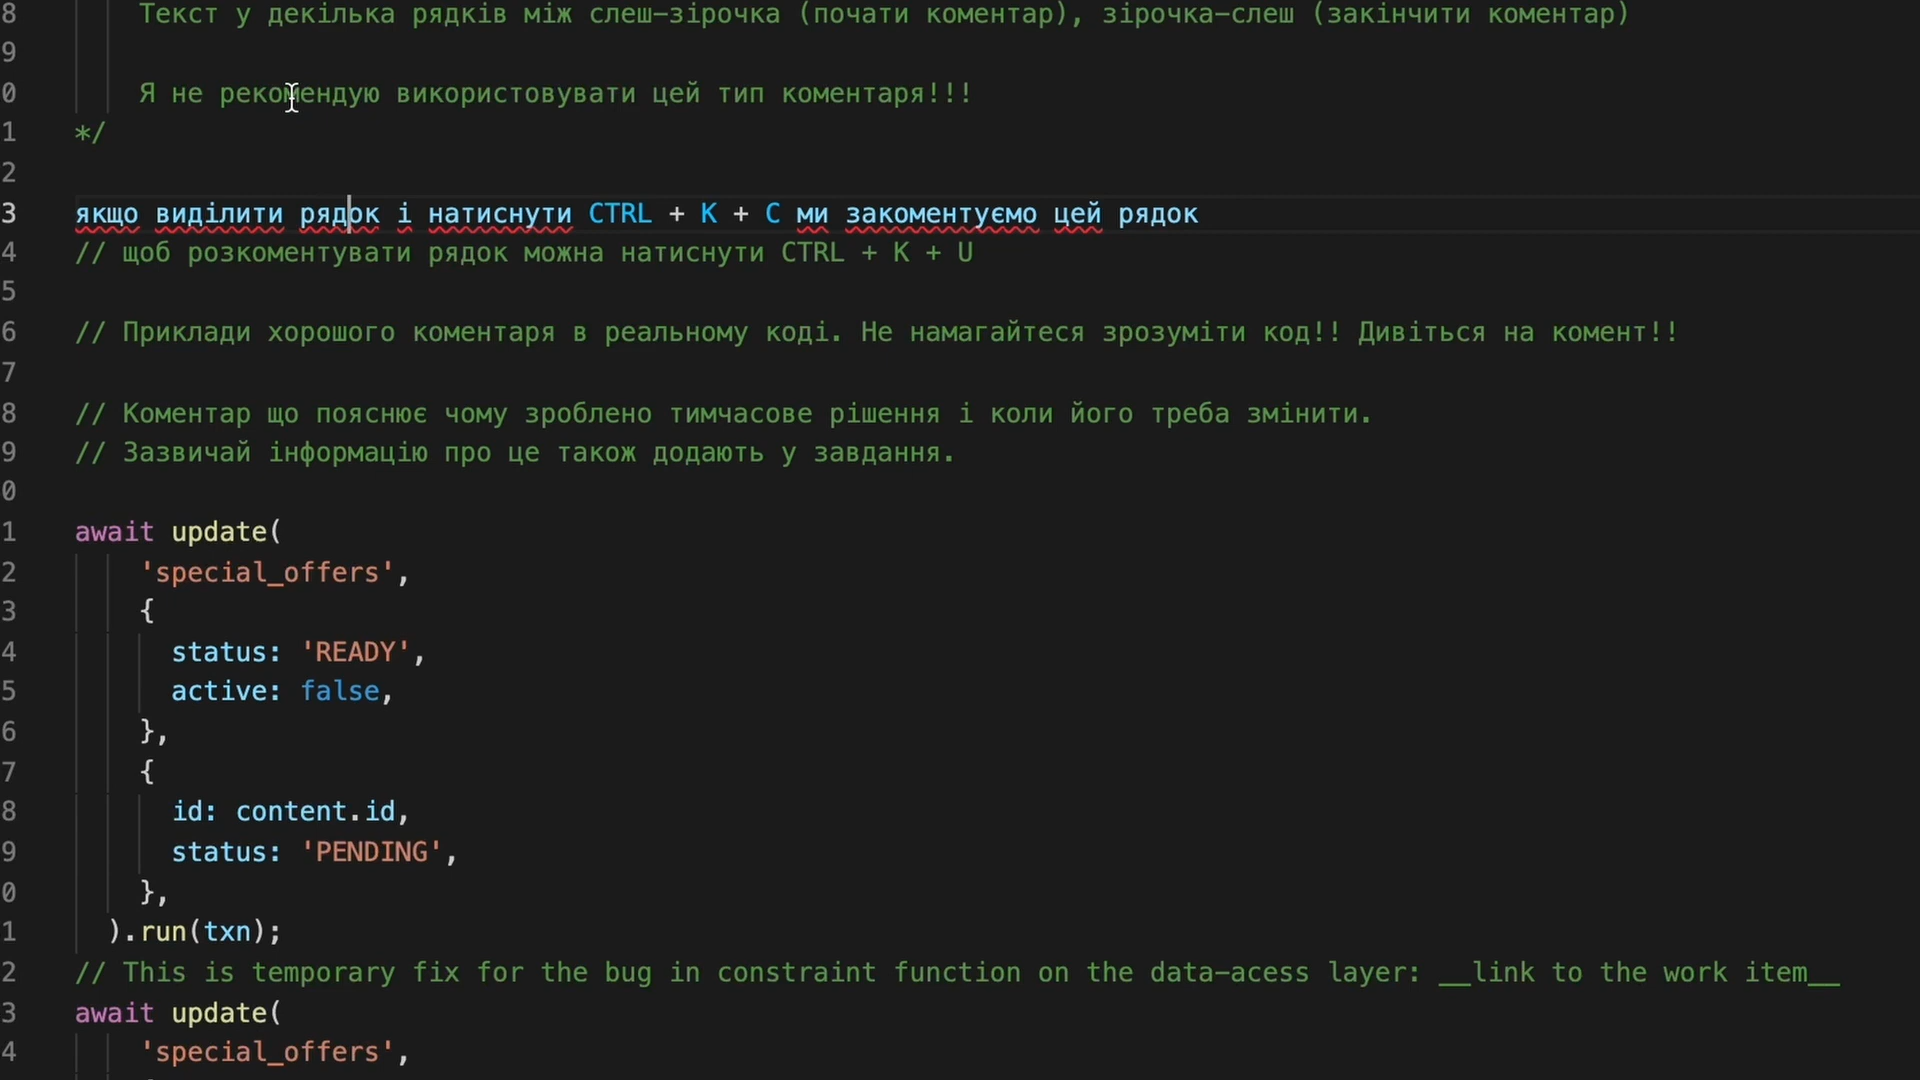 8 Текст у декілька рядків між слеш-зірочка (почати коментар), зірочка-слеш (закінчити коментар)
9
0 Я не рекомендую використовувати цей тип коментаря!!!
1 */
2
3 якщо виділити рядок і натиснути CTRL + K + C ми закоментуємо цей рядок
4 // щоб розкоментувати рядок можна натиснути CTRL + K + U
5
6 // Приклади хорошого коментаря в реальному коді. Не намагайтеся зрозуміти код!! Дивіться на комент!!
7
8 // Коментар що пояснює чому зроблено тимчасове рішення і коли його треба змінити.
9 // Зазвичай інформацію про це також додають у завдання.
0
1 await update(
2 'special_offers',
3 {
4 status: 'READY',
5 active: false,
6 },
7 {
8 id: content.id,
9 status: 'PENDING',
0 },
1 ).run(txn);
2 // This is temporary fix for the bug in constraint function on the data-acess layer: __link to the work item__
3 await update(
4 'special_offers',